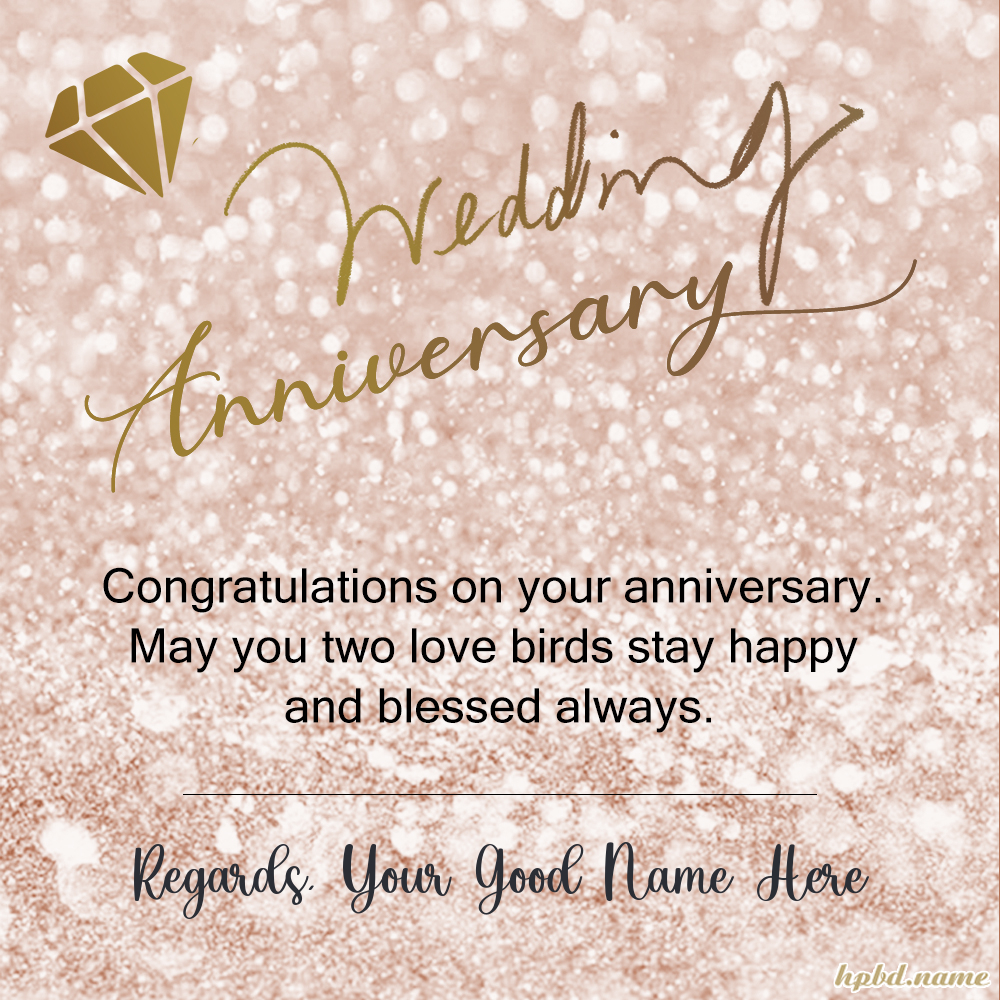 Wedding
Anniversary
Congratulations on your anniversary.
May you two love birds stay happy
and blessed always.
Regards, Your Good Name Here
hpbd.name